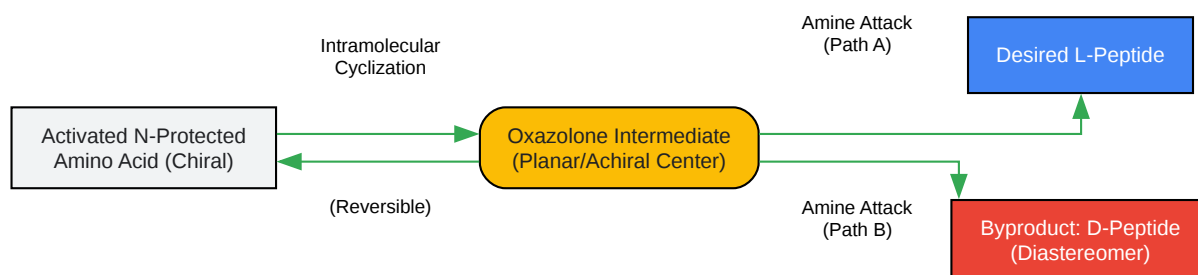 Intramolecular
Cyclization
Amine Attack
(Path A)
Desired L-Peptide
Activated N-Protected
Amino Acid (Chiral)
Oxazolone Intermediate
(Planar/Achiral Center)
(Reversible)
Amine Attack
(Path B)
Byproduct: D-Peptide
(Diastereomer)